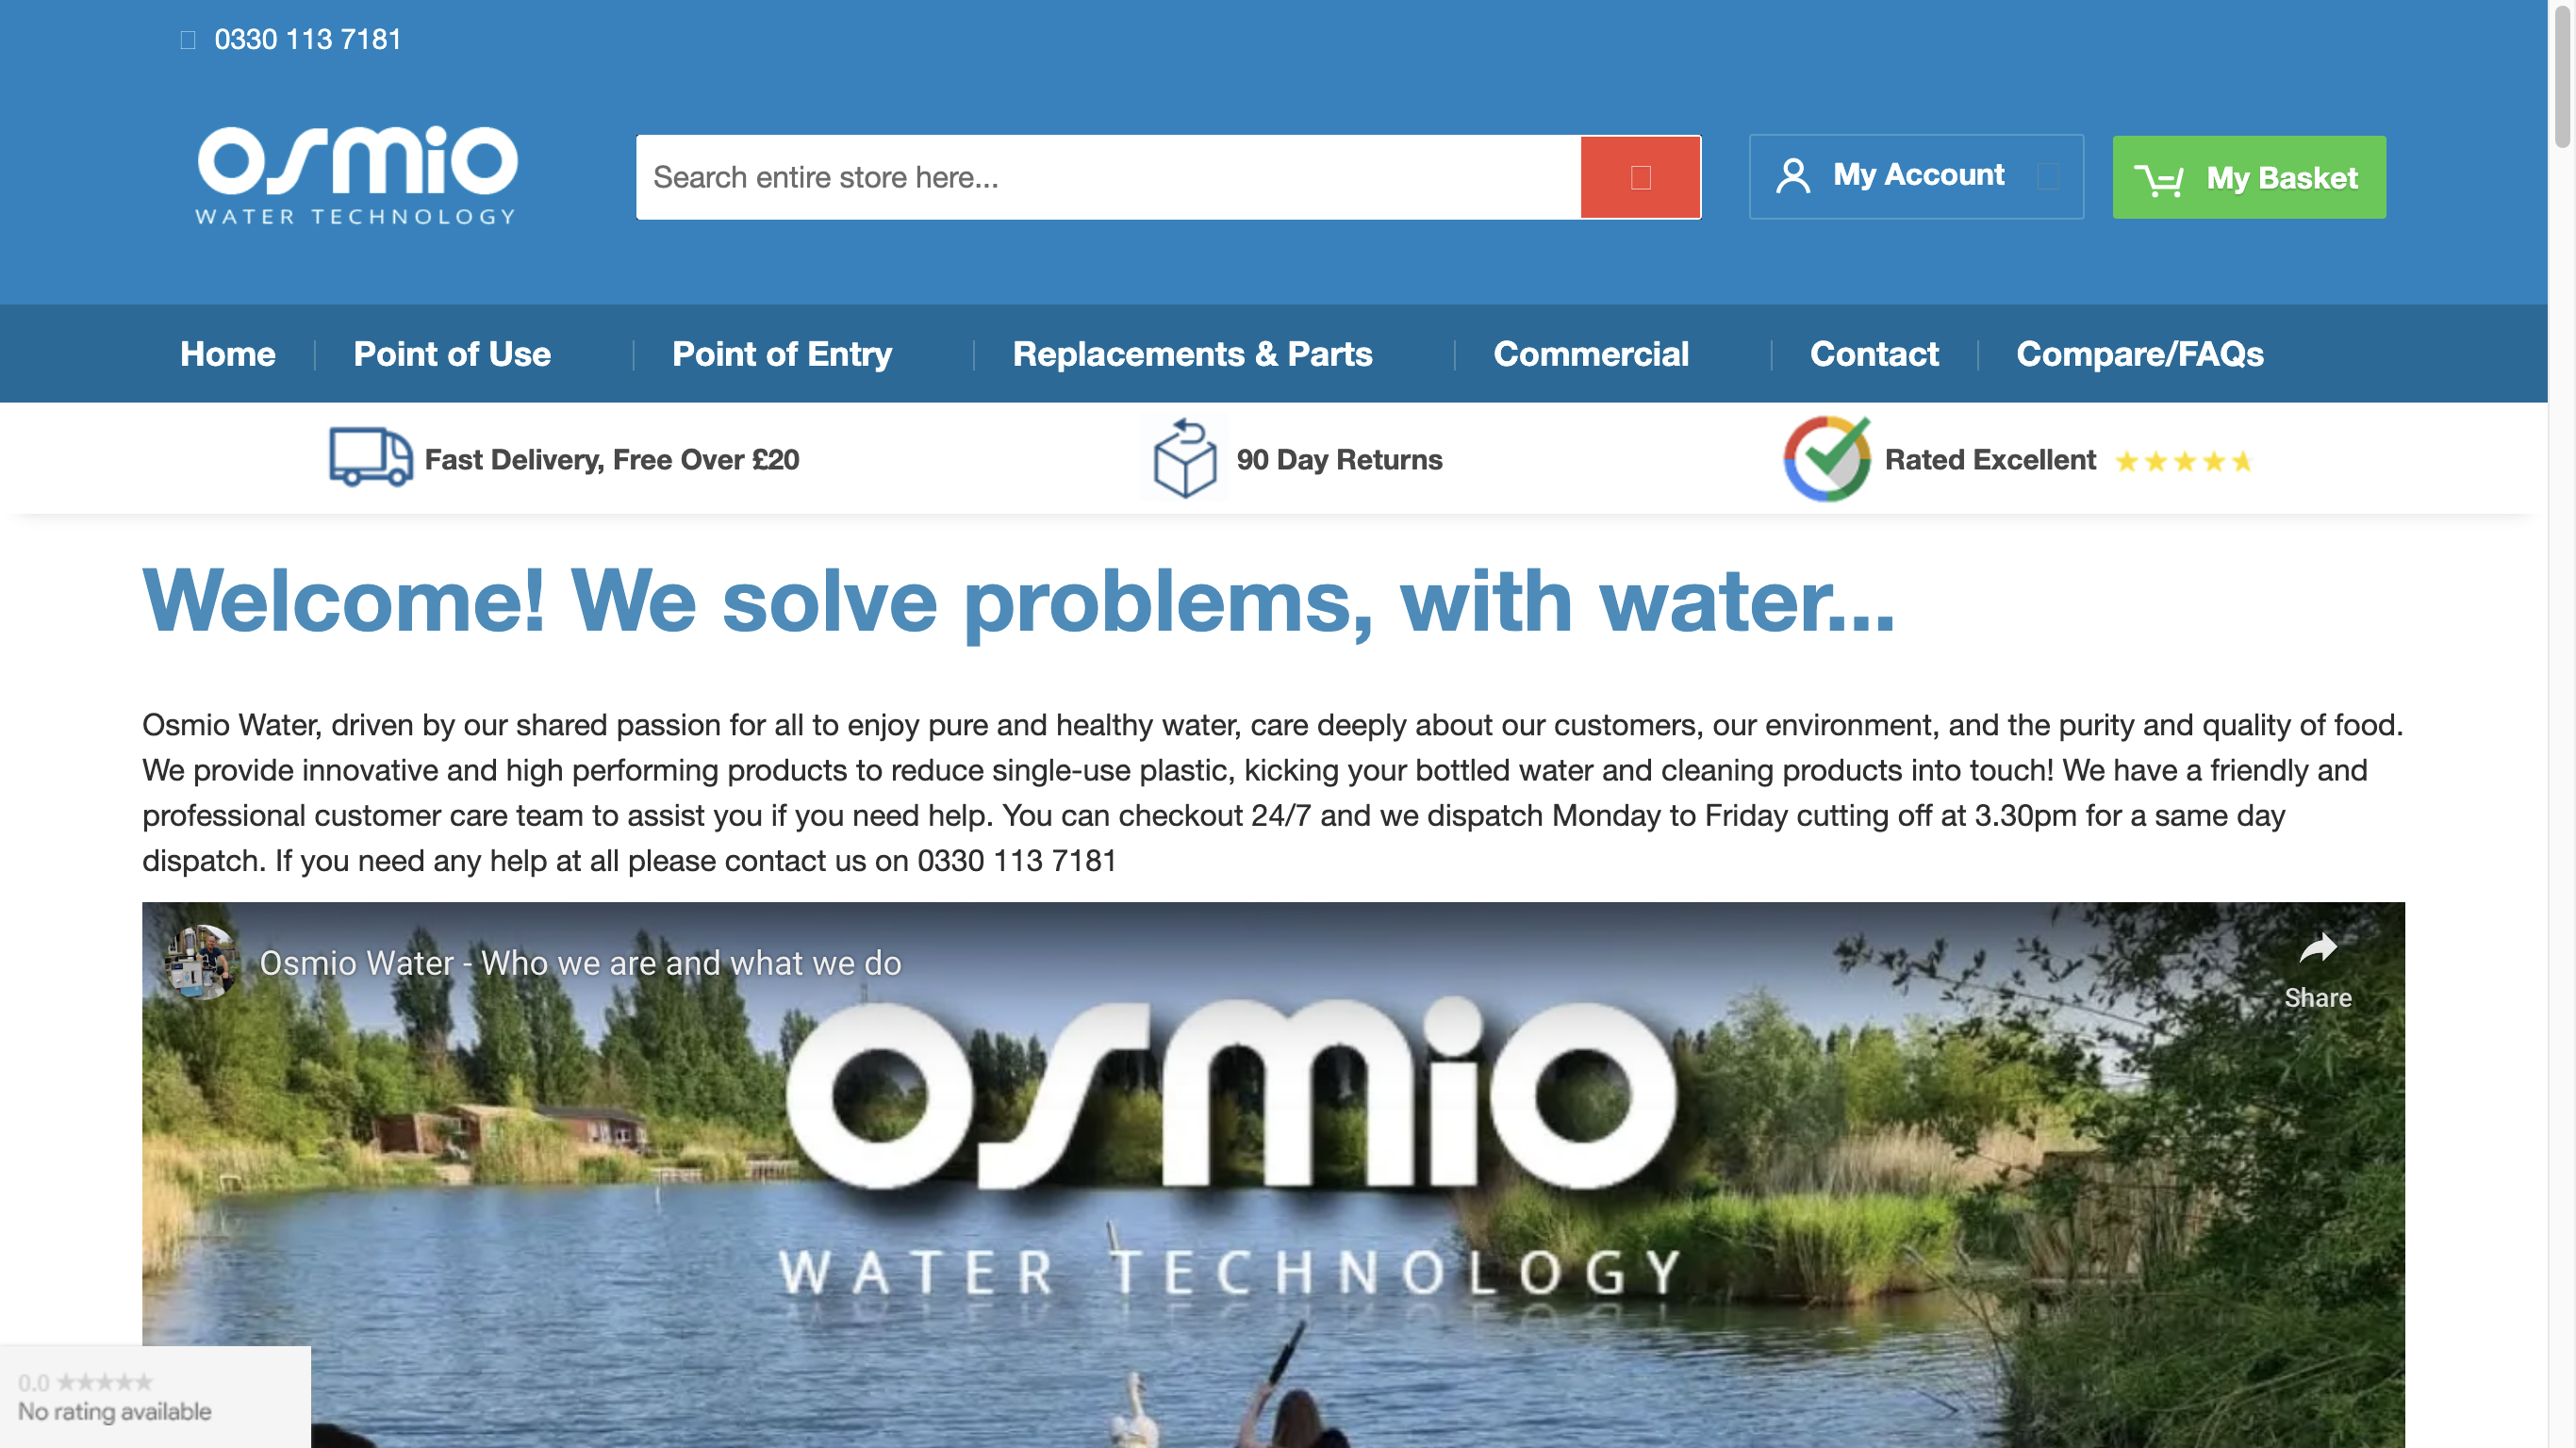 0330 113 7181
osmio
WATER TECHNOLOGY
Search entire store here...
My Account
My Basket
Home
Point of Use
Point of Entry
Replacements & Parts
Commercial
Contact
Compare/FAQs
Fast Delivery, Free Over £20
90 Day Returns
Rated Excellent
Welcome! We solve problems, with water...
Osmio Water, driven by our shared passion for all to enjoy pure and healthy water, care deeply about our customers, our environment, and the purity and quality of food.
We provide innovative and high performing products to reduce single-use plastic, kicking your bottled water and cleaning products into touch! We have a friendly and
professional customer care team to assist you if you need help. You can checkout 24/7 and we dispatch Monday to Friday cutting off at 3.30pm for a same day
dispatch. If you need any help at all please contact us on 0330 113 7181
Osmio Water - Who we are and what we do
Share
osmio
WATER TECHNOLOGY
0.0 ★★★★★
No rating available